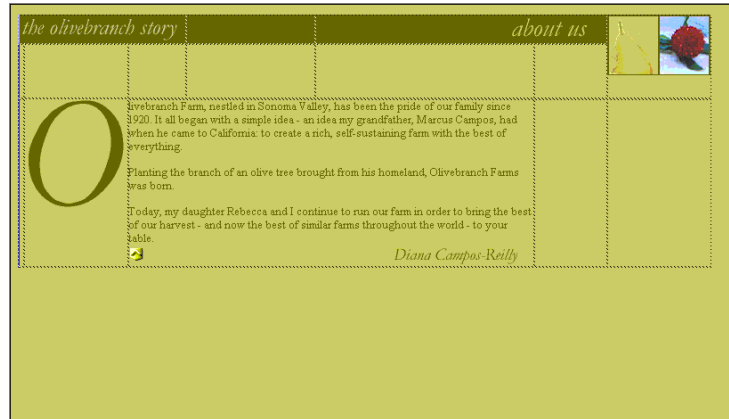 the olivebranch story
about us
Olivebranch Farm, nestled in Sonoma Valley, has been the pride of our family since
1920. It all began with a simple idea - an idea my grandfather, Marcus Campos, had
when he came to California: to create a rich, self-sustaining farm with the best of
everything.
Planting the branch of an olive tree brought from his homeland, Olivebranch Farms
was born.
Today, my daughter Rebecca and I continue to run our farm in order to bring the best
of our harvest - and now the best of similar farms throughout the world - to your
table.
Diana Campos-Reilly